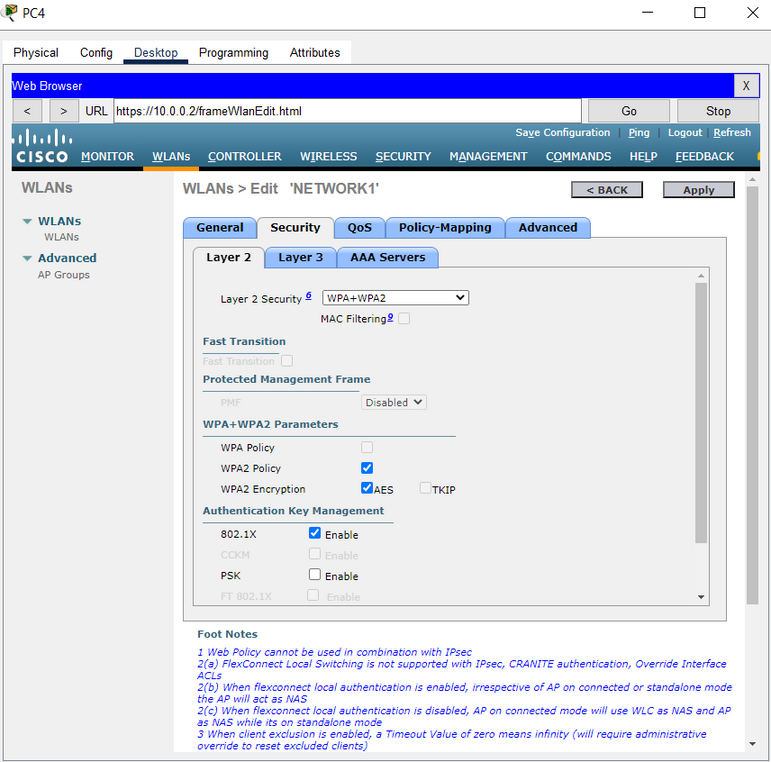 PC4
Physical Config Desktop Programming Attributes
Web Browser X
< > URL https://10.0.0.2/frameWlanEdit.html Go Stop
Save Configuration | Ping | Logout | Refresh
CISCO MONITOR WLANs CONTROLLER WIRELESS SECURITY MANAGEMENT COMMANDS HELP FEEDBACK
WLANs
WLANs
WLANs
Advanced
AP Groups
WLANs > Edit 'NETWORK1' < BACK Apply
General Security QoS Policy-Mapping Advanced
Layer 2 Layer 3 AAA Servers
Layer 2 Security 6 WPA+WPA2
MAC Filtering9
Fast Transition
Fast Transition
Protected Management Frame
PMF Disabled
WPA+WPA2 Parameters
WPA Policy
WPA2 Policy
WPA2 Encryption AES TKIP
Authentication Key Management
802.1X Enable
CCKM Enable
PSK Enable
FT 802.1X Enable
Foot Notes
1 Web Policy cannot be used in combination with IPsec
2(a) FlexConnect Local Switching is not supported with IPsec, CRANITE authentication, Override Interface
ACLs
2(b) When flexconnect local authentication is enabled, irrespective of AP on connected or standalone mode
the AP will act as NAS
2(c) When flexconnect local authentication is disabled, AP on connected mode will use WLC as NAS and AP
as NAS while its on standalone mode
3 When client exclusion is enabled, a Timeout Value of zero means infinity (will require administrative
override to reset excluded clients)